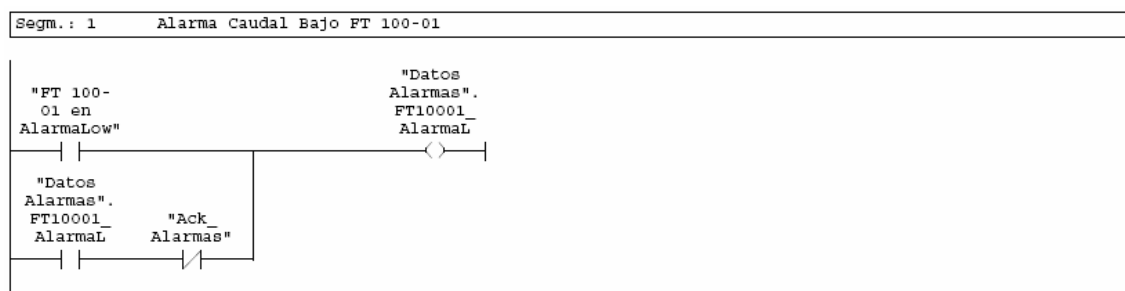 Segm.: 1 Alarma Caudal Bajo FT 100-01
"FT 100-
01 en
AlarmaLow"
"Datos
Alarmas".
FT10001_
AlarmaL
"Datos
Alarmas".
FT10001_
AlarmaL
"Ack_
Alarmas"